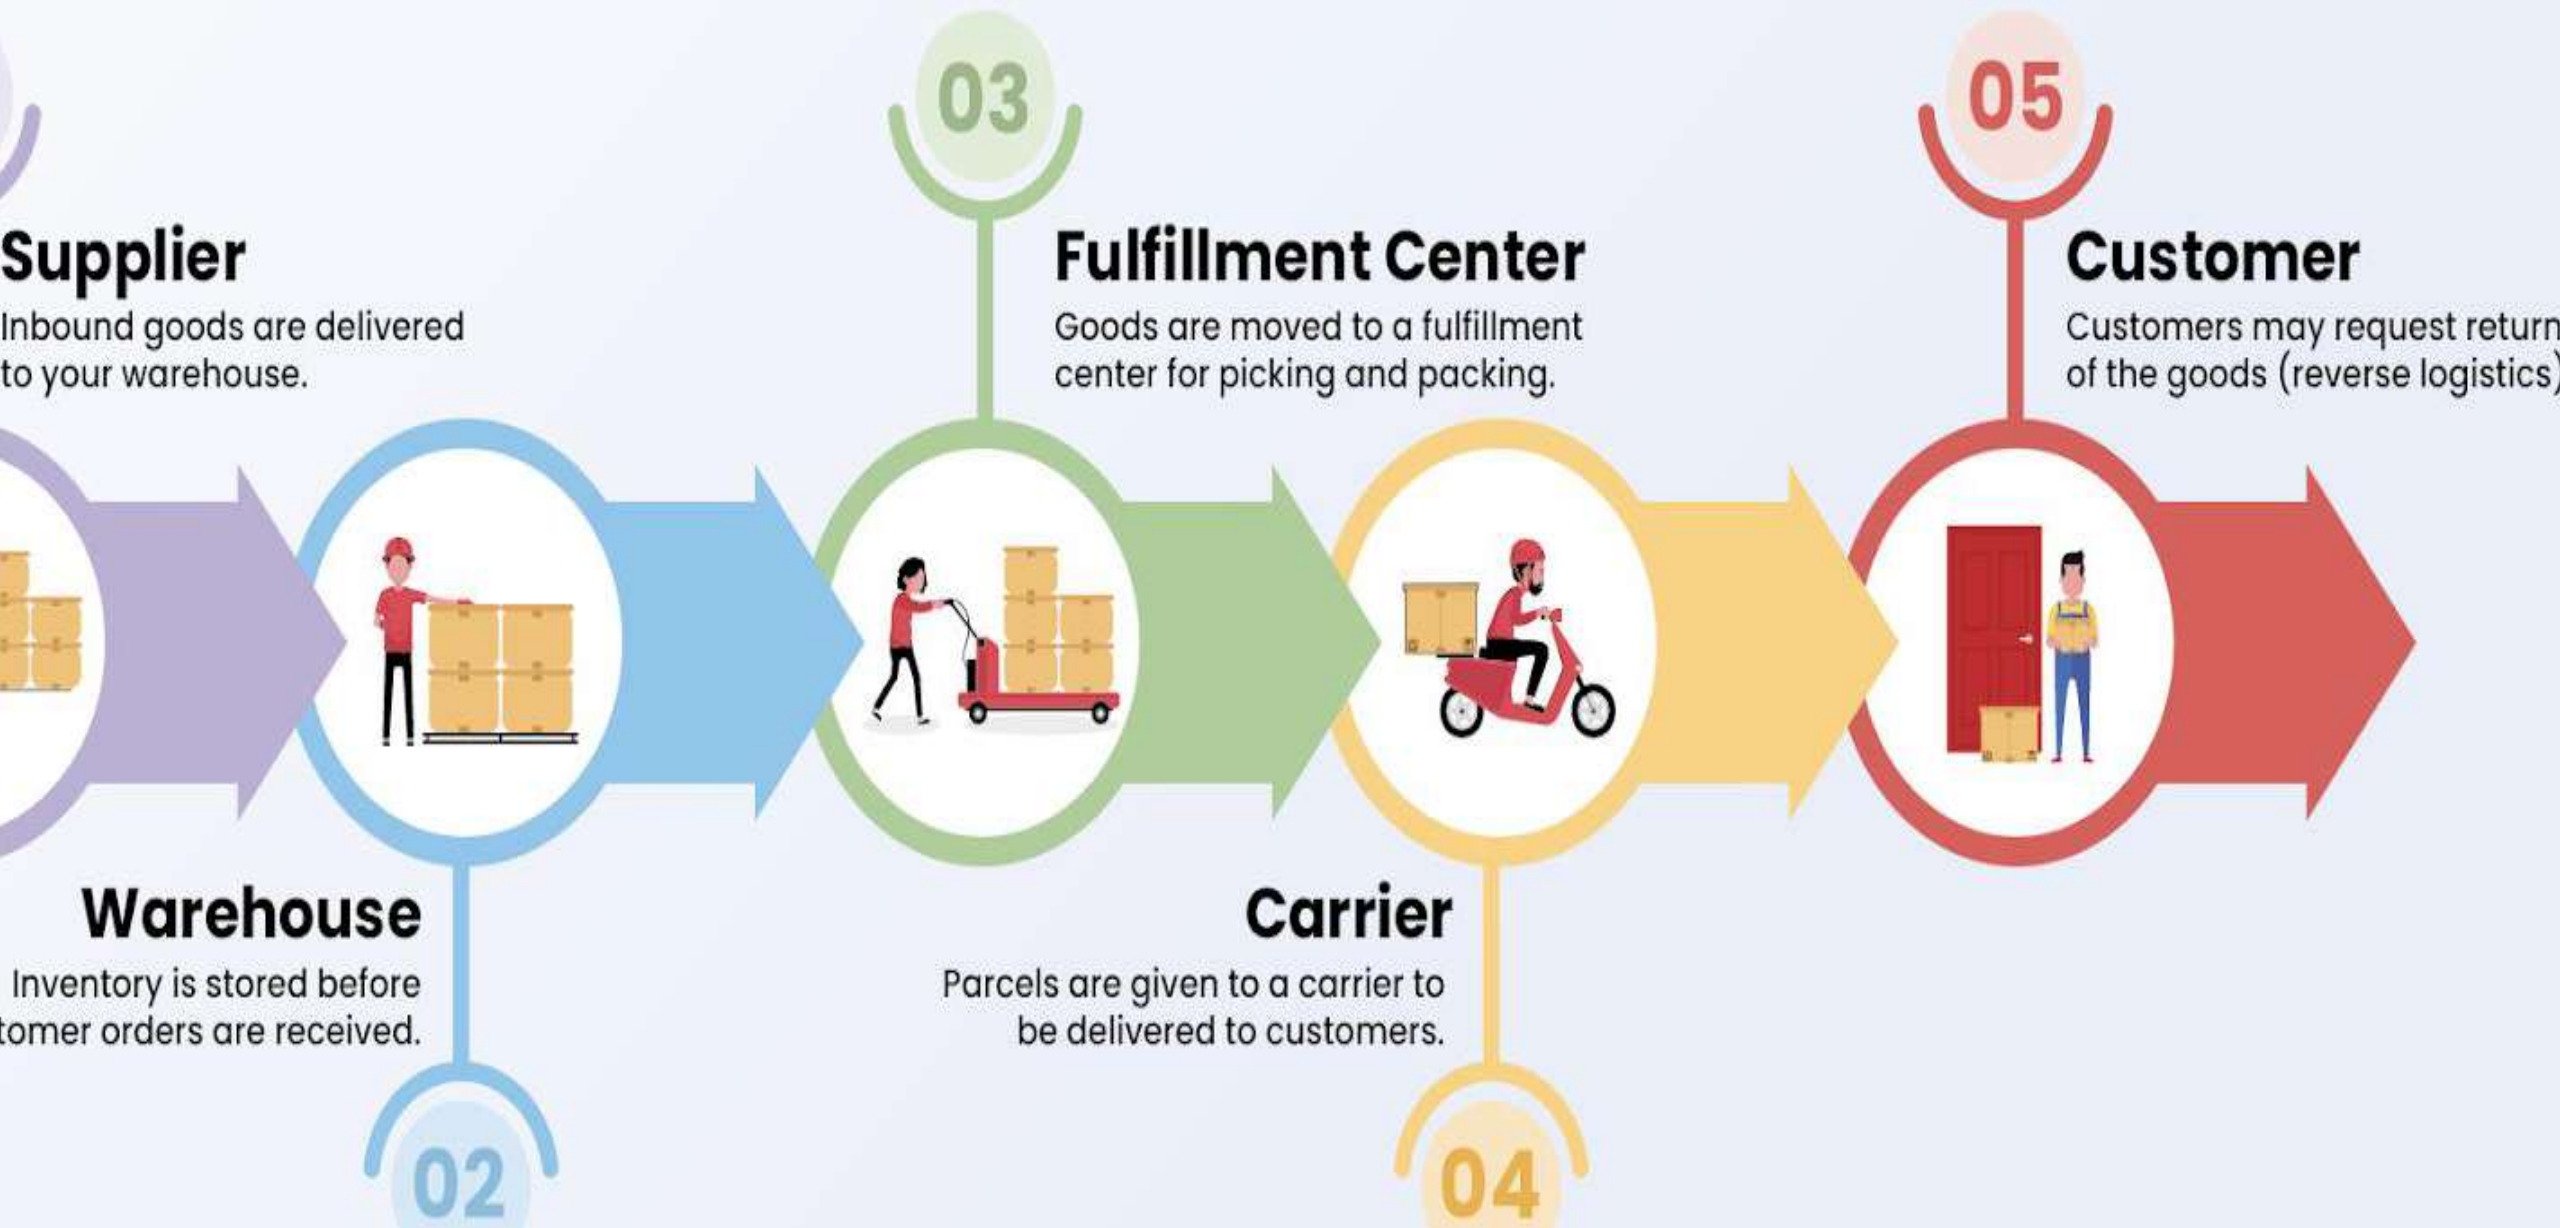 03
05
Supplier
Inbound goods are delivered
to your warehouse.
Fulfillment Center
Goods are moved to a fulfillment
center for picking and packing.
Customer
Customers may request return
of the goods (reverse logistics)
Warehouse
Inventory is stored before
tomer orders are received.
02
Carrier
Parcels are given to a carrier to
be delivered to customers.
04